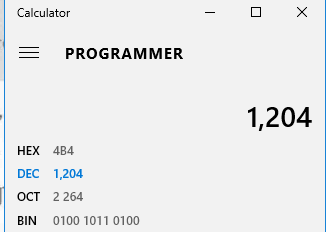 Calculator
PROGRAMMER
1,204
HEX 4B4
DEC 1,204
OCT 2 264
BIN 0100 1011 0100